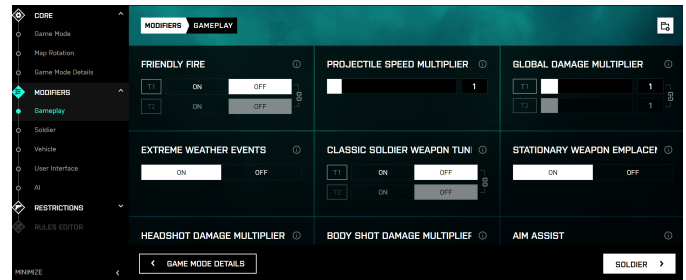 CORE
Game Mode
Map Rotation
Game Mode Details
MODIFIERS
Gameplay
Soldier
Vehicle
User Interface
AI
RESTRICTIONS
RULES EDITOR
MINIMIZE
MODIFIERS GAMEPLAY
FRIENDLY FIRE
T1 ON OFF
T2 ON OFF
PROJECTILE SPEED MULTIPLIER
1
GLOBAL DAMAGE MULTIPLIER
T1 1
T2 1
EXTREME WEATHER EVENTS
ON OFF
CLASSIC SOLDIER WEAPON TUNI
T1 ON OFF
T2 ON OFF
STATIONARY WEAPON EMPLACEM
ON OFF
HEADSHOT DAMAGE MULTIPLIER
BODY SHOT DAMAGE MULTIPLIER
AIM ASSIST
GAME MODE DETAILS
SOLDIER